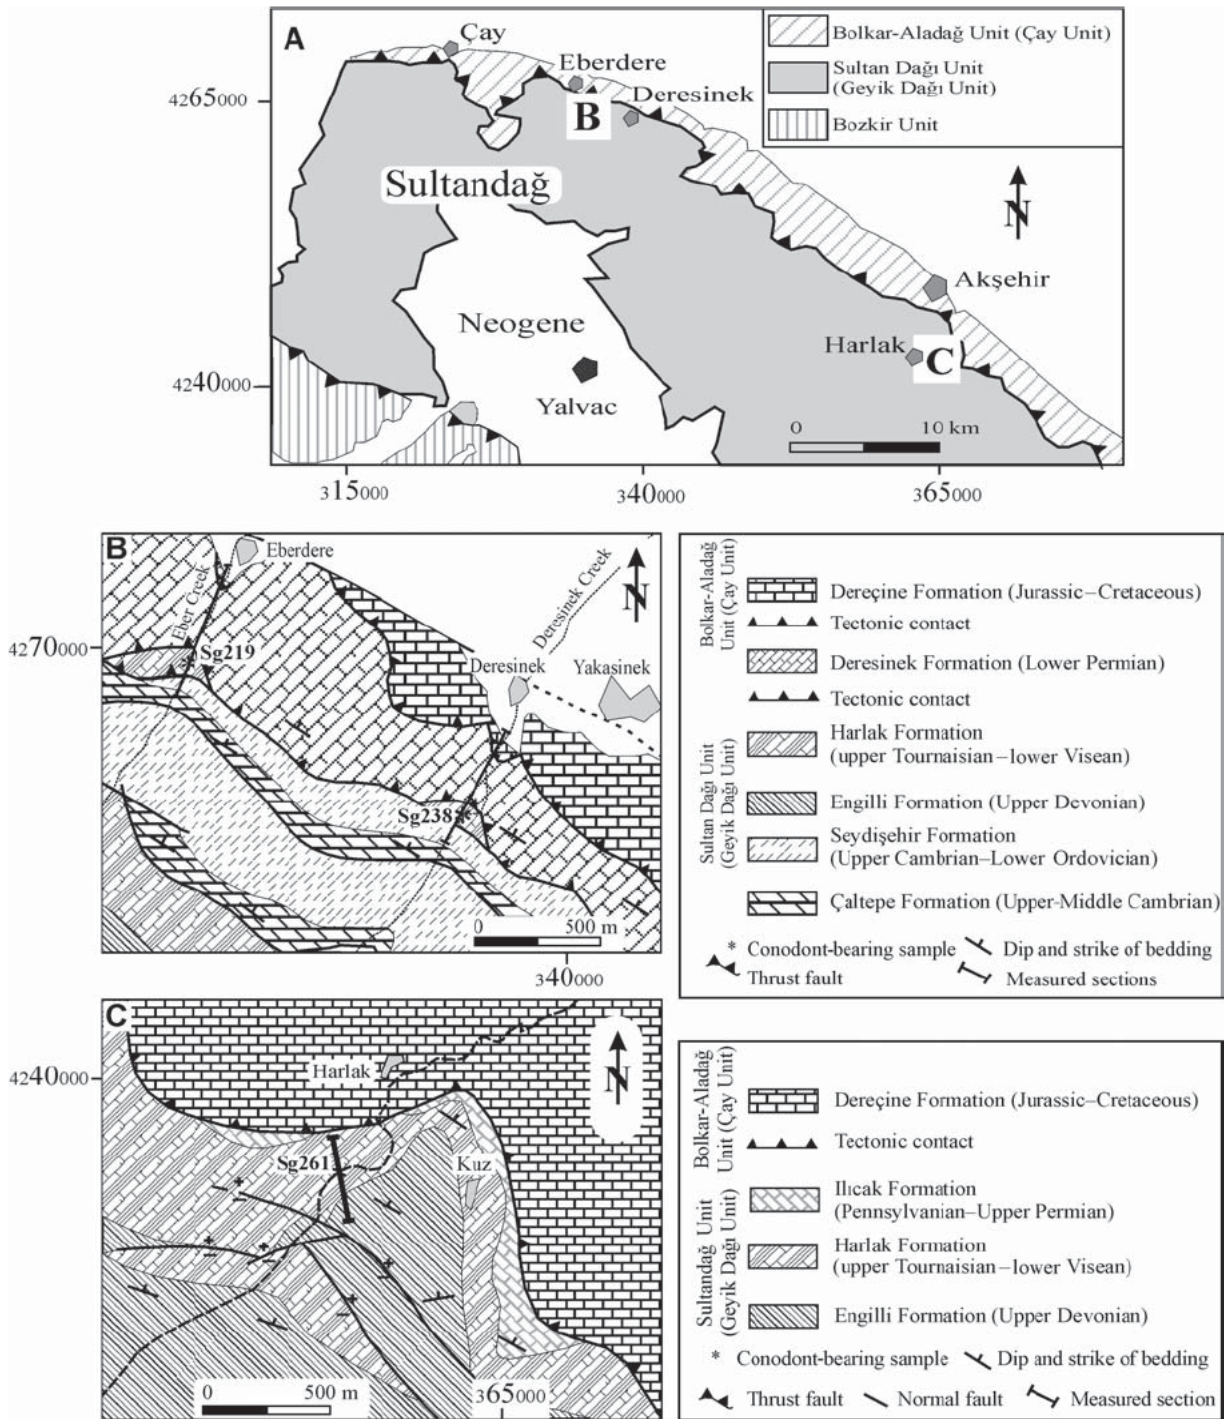 A
Çay
Eberdere
Deresinek
B
Sultandağ
Neogene
Yalvac
Akşehir
Harlak
C
N
0 10 km
4265000
4240000
315000
340000
365000
Bolkar-Aladağ Unit (Çay Unit)
Sultan Dağı Unit
(Geyik Dağı Unit)
Bozkir Unit
B
Eberdere
Eber Creek
Deresinek Creek
N
4270000
Sg219
Deresinek
Yakasinek
Sg238
0 500 m
340000
Bolkar-Aladağ
Unit (Çay Unit)
Dereçine Formation (Jurassic–Cretaceous)
Tectonic contact
Deresinek Formation (Lower Permian)
Tectonic contact
Sultan Dağı Unit
(Geyik Dağı Unit)
Harlak Formation
(upper Tournaisian–lower Visean)
Engilli Formation (Upper Devonian)
Seydişehir Formation
(Upper Cambrian–Lower Ordovician)
Çaltepe Formation (Upper-Middle Cambrian)
* Conodont-bearing sample
Dip and strike of bedding
Thrust fault
Measured sections
C
Harlak
N
4240000
Sg261
Kuz
0 500 m
365000
Bolkar-Aladağ
Unit (Çay Unit)
Dereçine Formation (Jurassic–Cretaceous)
Tectonic contact
Sultandağ Unit
(Geyik Dağı Unit)
Ilıcak Formation
(Pennsylvanian–Upper Permian)
Harlak Formation
(upper Tournaisian–lower Visean)
Engilli Formation (Upper Devonian)
* Conodont-bearing sample
Dip and strike of bedding
Thrust fault
Normal fault
Measured section